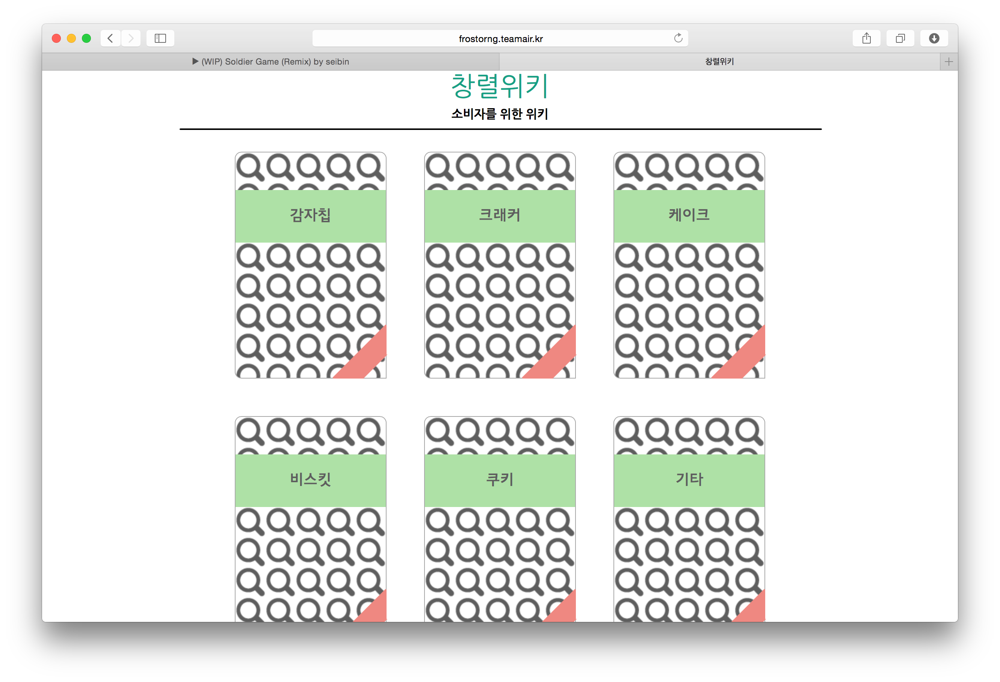 frostorng.teamair.kr
▶ (WIP) Soldier Game (Remix) by seibin
창렬위키
창렬위키
소비자를 위한 위키
감자칩
크래커
케이크
비스킷
쿠키
기타